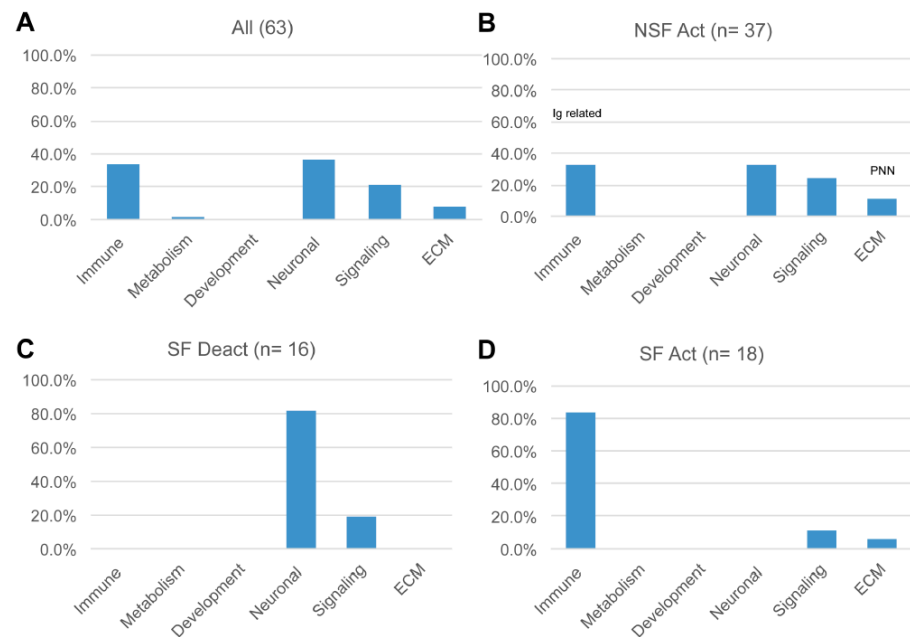 A
All (63)
100.0%
80.0%
60.0%
40.0%
20.0%
0.0%
Immune
Metabolism
Development
Neuronal
Signaling
ECM
B
NSF Act (n= 37)
100.0%
80.0%
60.0%
40.0%
20.0%
0.0%
Ig related
PNN
Immune
Metabolism
Development
Neuronal
Signaling
ECM
C
SF Deact (n= 16)
100.0%
80.0%
60.0%
40.0%
20.0%
0.0%
Immune
Metabolism
Development
Neuronal
Signaling
ECM
D
SF Act (n= 18)
100.0%
80.0%
60.0%
40.0%
20.0%
0.0%
Immune
Metabolism
Development
Neuronal
Signaling
ECM